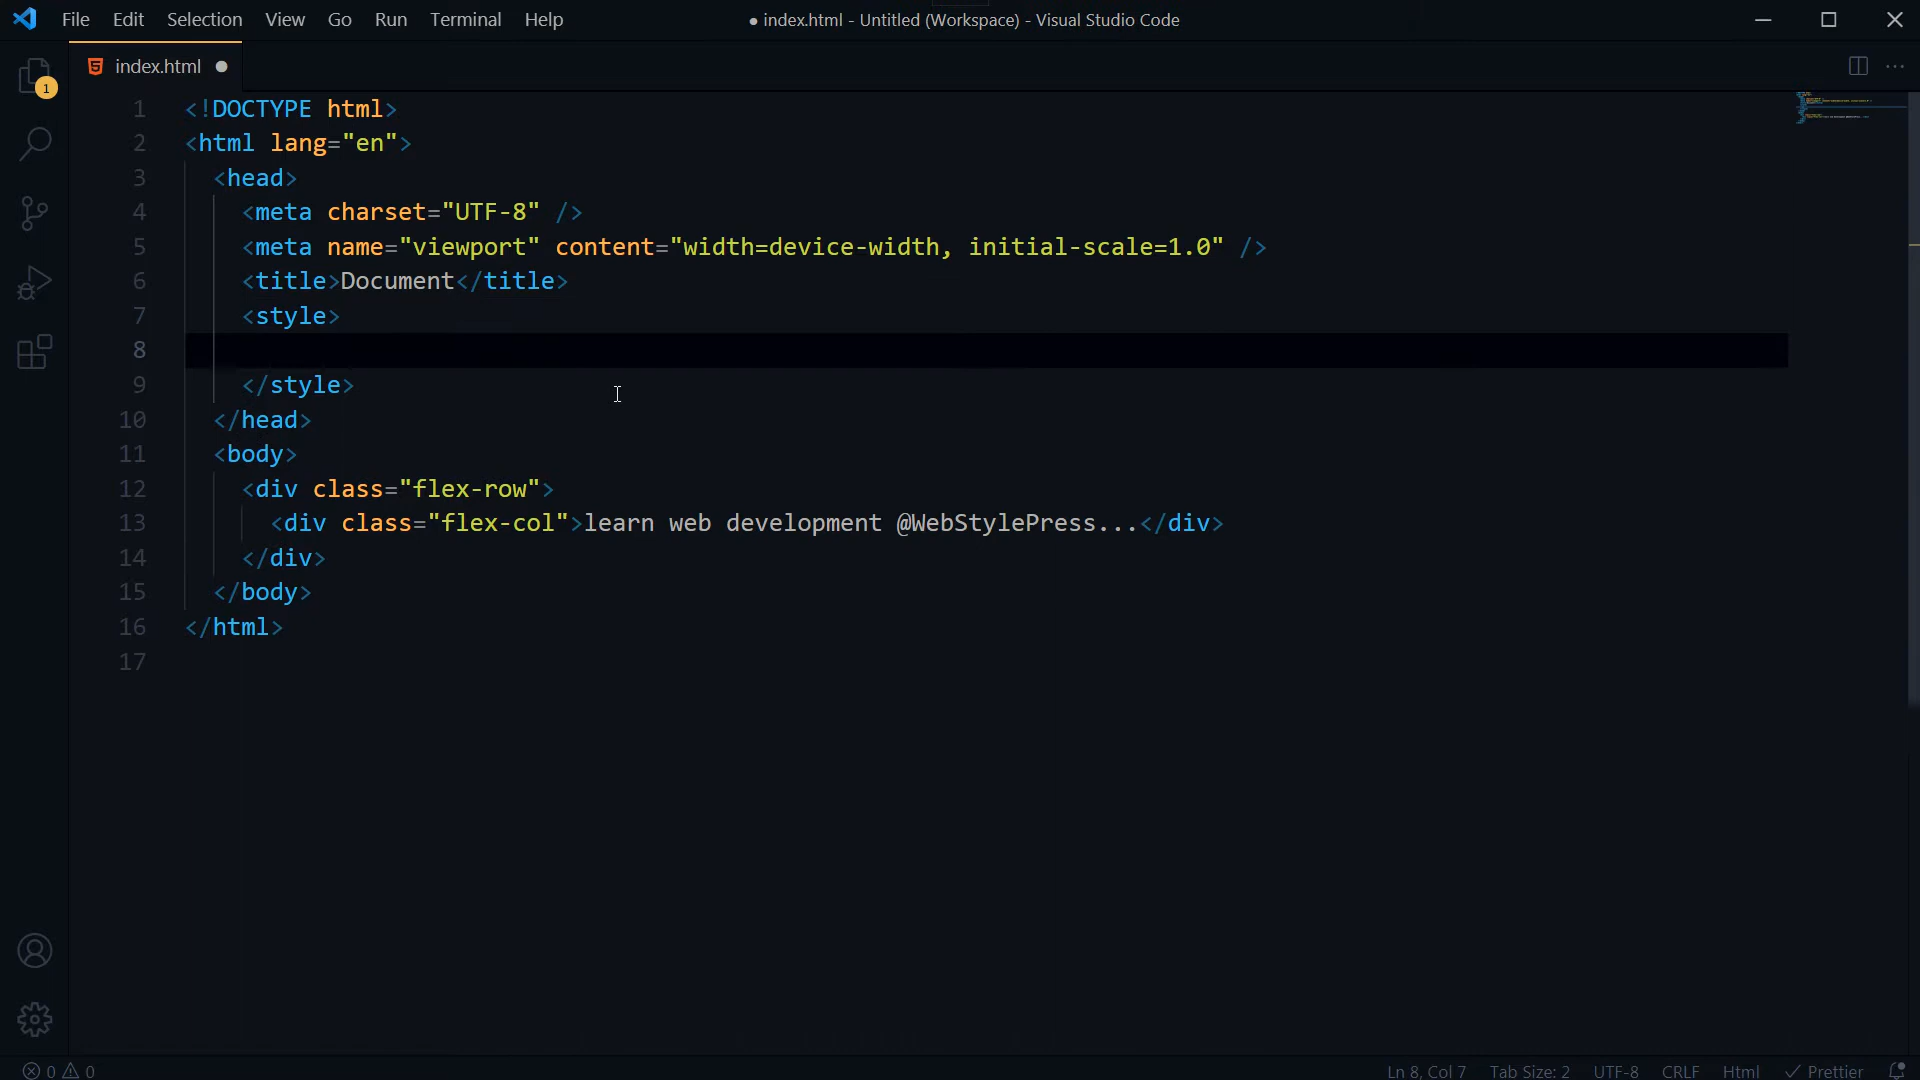 File Edit Selection View Go Run Terminal Help ● index.html - Untitled (Workspace) - Visual Studio Code
index.html ●
1
1 <!DOCTYPE html>
2 <html lang="en">
3 <head>
4 <meta charset="UTF-8" />
5 <meta name="viewport" content="width=device-width, initial-scale=1.0" />
6 <title>Document</title>
7 <style>
8
9 </style>
10 </head>
11 <body>
12 <div class="flex-row">
13 <div class="flex-col">learn web development @WebStylePress...</div>
14 </div>
15 </body>
16 </html>
17
0 0 Ln 8, Col 7 Tab Size: 2 UTF-8 CRLF Html Prettier